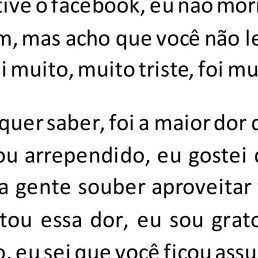 tive o facebook, eu não mor
m, mas acho que você não le
i muito, muito triste, foi mu
quer saber, foi a maior dor
ou arrependido, eu gostei
a gente souber aproveitar
tou essa dor, eu sou grat
o, eu sei que você ficou assu